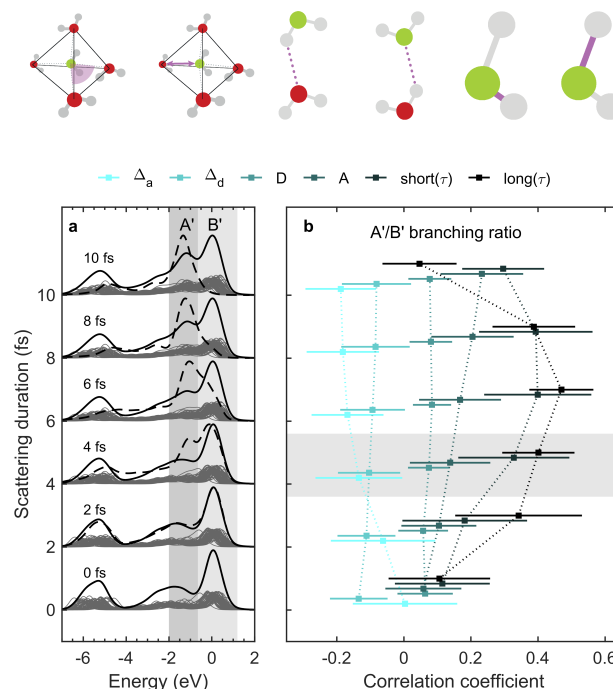 Δa Δd D A short(τ) long(τ)
a A' B' b A'/B' branching ratio
10 fs
10
8 fs
8
6 fs
6
4 fs
4
2 fs
2
0 fs
0
Scattering duration (fs)
-6 -4 -2 0 2 -0.2 0 0.2 0.4 0.6
Energy (eV) Correlation coefficient